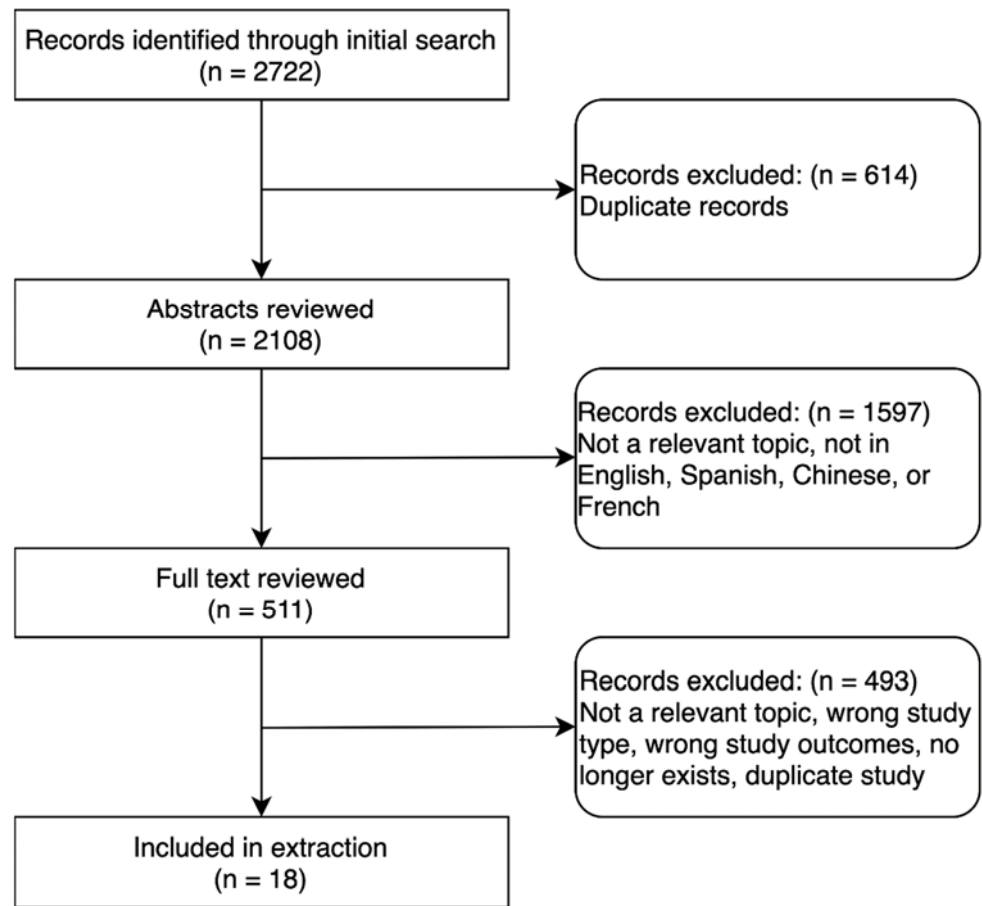 Records identified through initial search
(n = 2722)
Records excluded: (n = 614)
Duplicate records
Abstracts reviewed
(n = 2108)
Records excluded: (n = 1597)
Not a relevant topic, not in
English, Spanish, Chinese, or
French
Full text reviewed
(n = 511)
Records excluded: (n = 493)
Not a relevant topic, wrong study
type, wrong study outcomes, no
longer exists, duplicate study
Included in extraction
(n = 18)